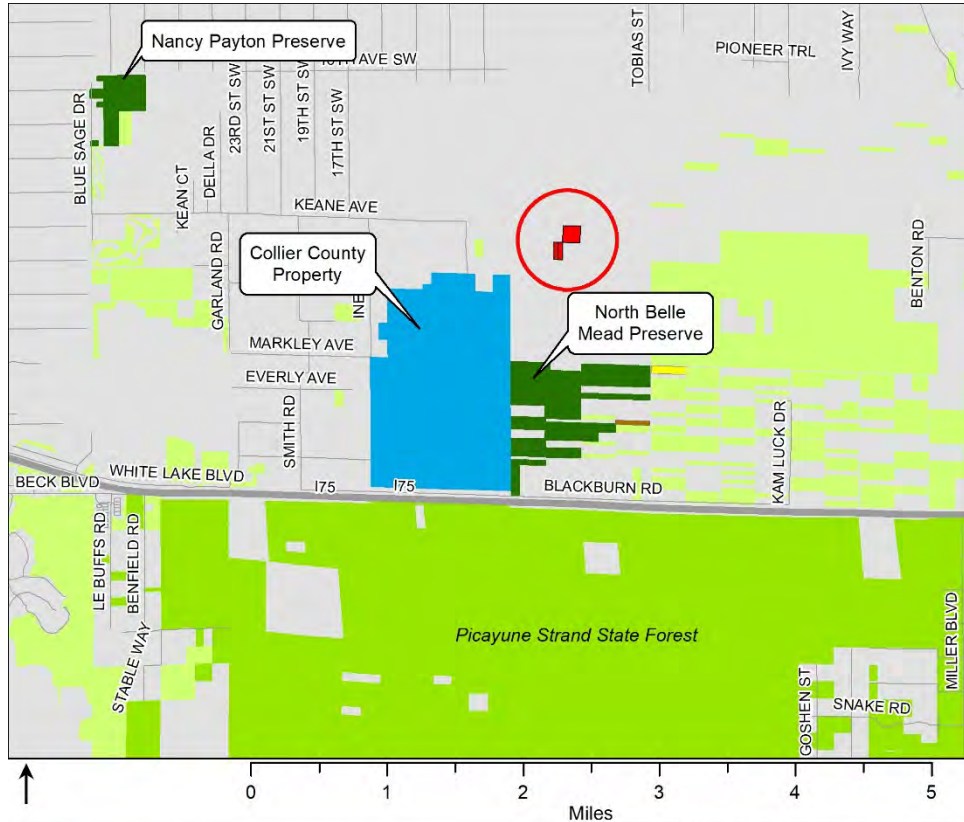 Nancy Payton Preserve
AVE SW
TOBIAS ST
PIONEER TRL
IVY WAY
BLUE SAGE DR
KEAN CT
DELLA DR
23RD ST SW
21ST ST SW
19TH ST SW
17TH ST SW
KEANE AVE
Collier County
Property
GARLAND RD
BENTON RD
North Belle
Mead Preserve
MARKLEY AVE
EVERLY AVE
SMITH RD
KAM LUCK DR
WHITE LAKE BLVD
BECK BLVD
I75
I75
BLACKBURN RD
LE BUFFS RD
BENFIELD RD
STABLE WAY
Picayune Strand State Forest
MILLER BLVD
GOSHEN ST
SNAKE RD
0
1
2
3
4
5
Miles